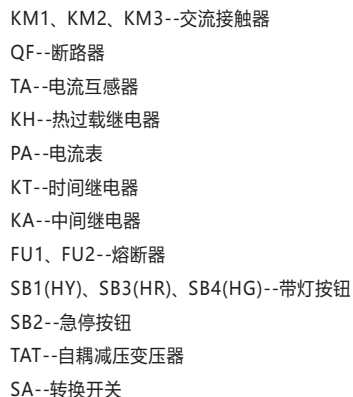 KM1、KM2、KM3--交流接触器
QF--断路器
TA--电流互感器
KH--热过载继电器
PA--电流表
KT--时间继电器
KA--中间继电器
FU1、FU2--熔断器
SB1(HY)、SB3(HR)、SB4(HG)--带灯按钮
SB2--急停按钮
TAT--自耦减压变压器
SA--转换开关